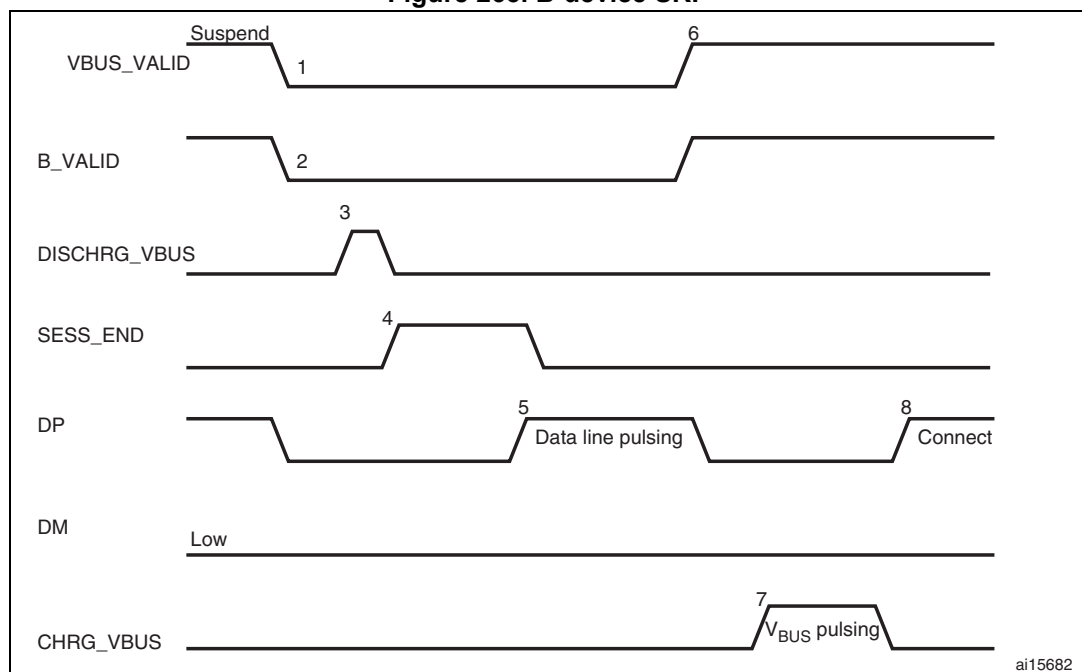 Suspend
6
VBUS_VALID
1
B_VALID
2
3
DISCHRG_VBUS
4
SESS_END
5
8
DP
Data line pulsing
Connect
DM
Low
7
VBUS pulsing
CHRG_VBUS
ai15682